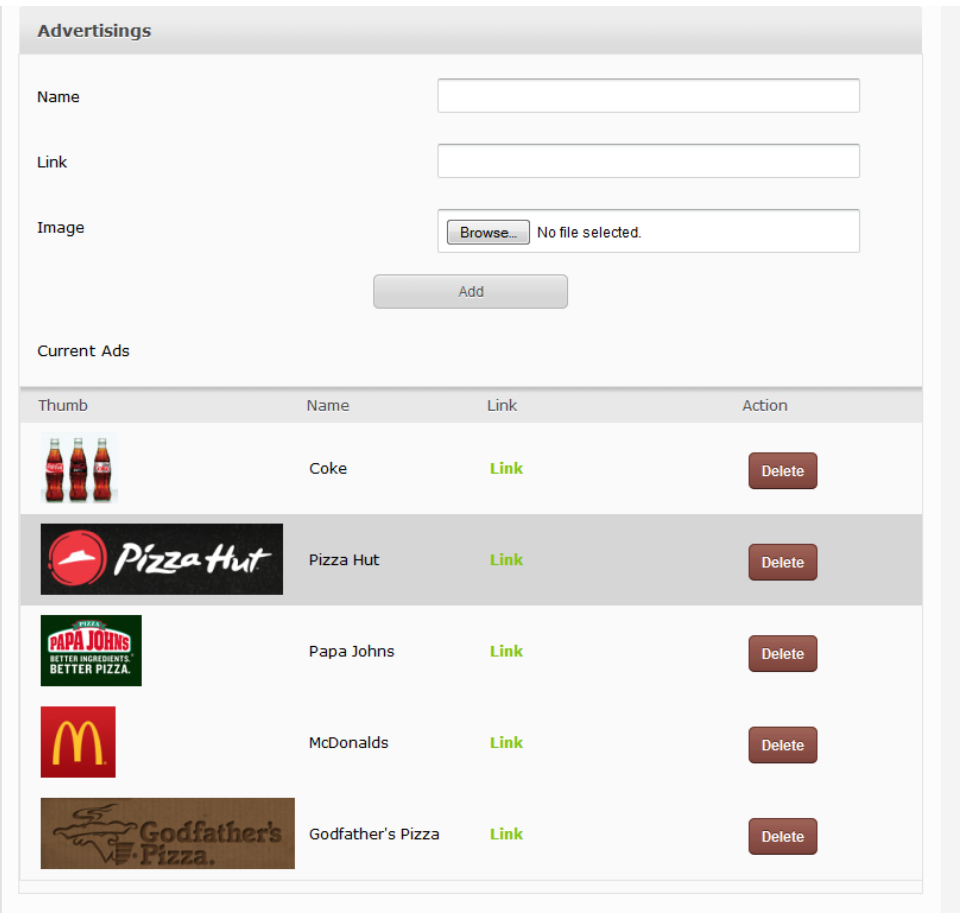 Advertisings
Name
Link
Image
Browse... No file selected.
Add
Current Ads
Thumb Name Link Action
Coke Link Delete
Pizza Hut Pizza Hut Link Delete
PIZZA
PAPA JOHNS
BETTER INGREDIENTS.
BETTER PIZZA.
Papa Johns Link Delete
McDonalds Link Delete
Godfather's
Pizza.
Godfather's Pizza Link Delete